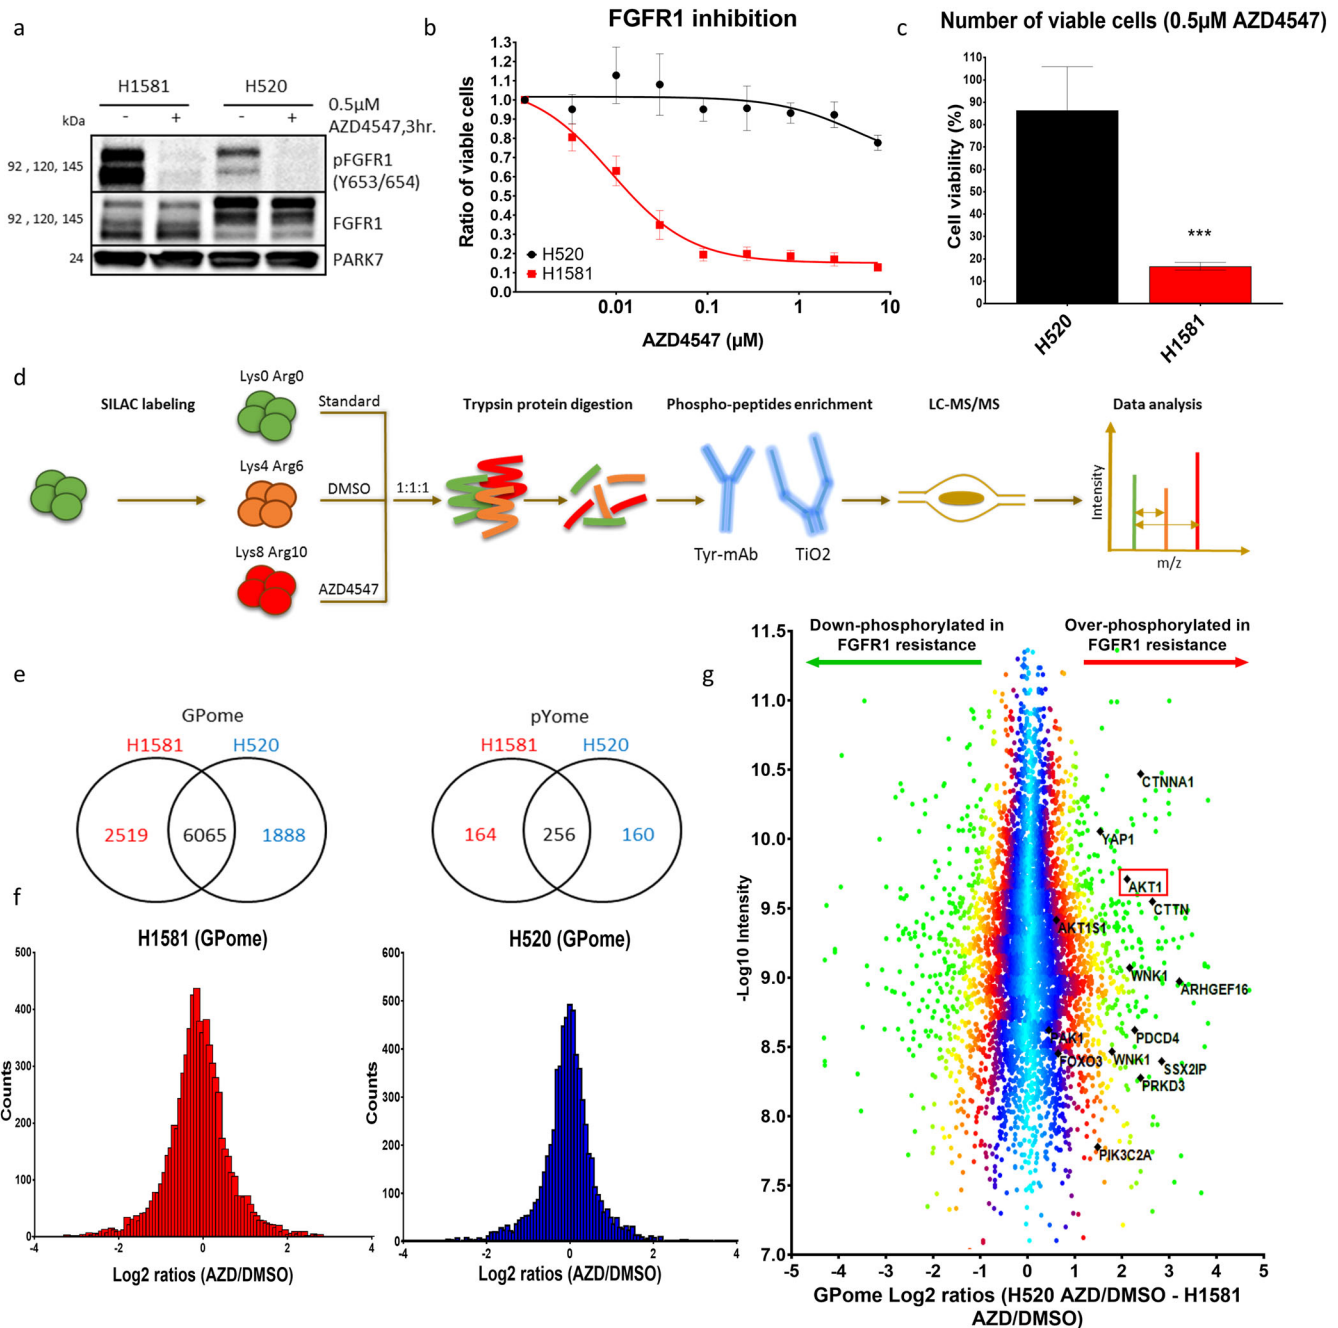 a
H1581 H520
kDa - + - + 0.5µM
AZD4547,3hr.
92 , 120, 145 pFGFR1
(Y653/654)
92 , 120, 145 FGFR1
24 PARK7
b
FGFR1 inhibition
Ratio of viable cells
1.3
1.2
1.1
1.0
0.9
0.8
0.7
0.6
0.5
0.4
0.3
0.2
0.1
0.0
H520
H1581
0.01 0.1 1 10
AZD4547 (µM)
c
Number of viable cells (0.5µM AZD4547)
Cell viability (%)
110
100
90
80
70
60
50
40
30
20
10
0
***
H520
H1581
d
SILAC labeling
Lys0 Arg0
Standard
Lys4 Arg6
DMSO
Lys8 Arg10
AZD4547
1:1:1
Trypsin protein digestion
Phospho-peptides enrichment
Tyr-mAb TiO2
LC-MS/MS
Data analysis
Intensity
m/z
e
GPome
H1581 H520
2519 6065 1888
pYome
H1581 H520
164 256 160
f
H1581 (GPome)
Counts
500
400
300
200
100
0
-4 -2 0 2 4
Log2 ratios (AZD/DMSO)
H520 (GPome)
Counts
600
500
400
300
200
100
0
-4 -2 0 2 4
Log2 ratios (AZD/DMSO)
g
Down-phosphorylated in
FGFR1 resistance
Over-phosphorylated in
FGFR1 resistance
-Log10 Intensity
11.5
11.0
10.5
10.0
9.5
9.0
8.5
8.0
7.5
7.0
CTNNA1
YAP1
AKT1
CTTN
AKT1S1
WNK1
ARHGEF16
PAK1
PDCD4
FOXO3
WNK1
SSX2IP
PRKD3
PIK3C2A
-5 -4 -3 -2 -1 0 1 2 3 4 5
GPome Log2 ratios (H520 AZD/DMSO - H1581
AZD/DMSO)